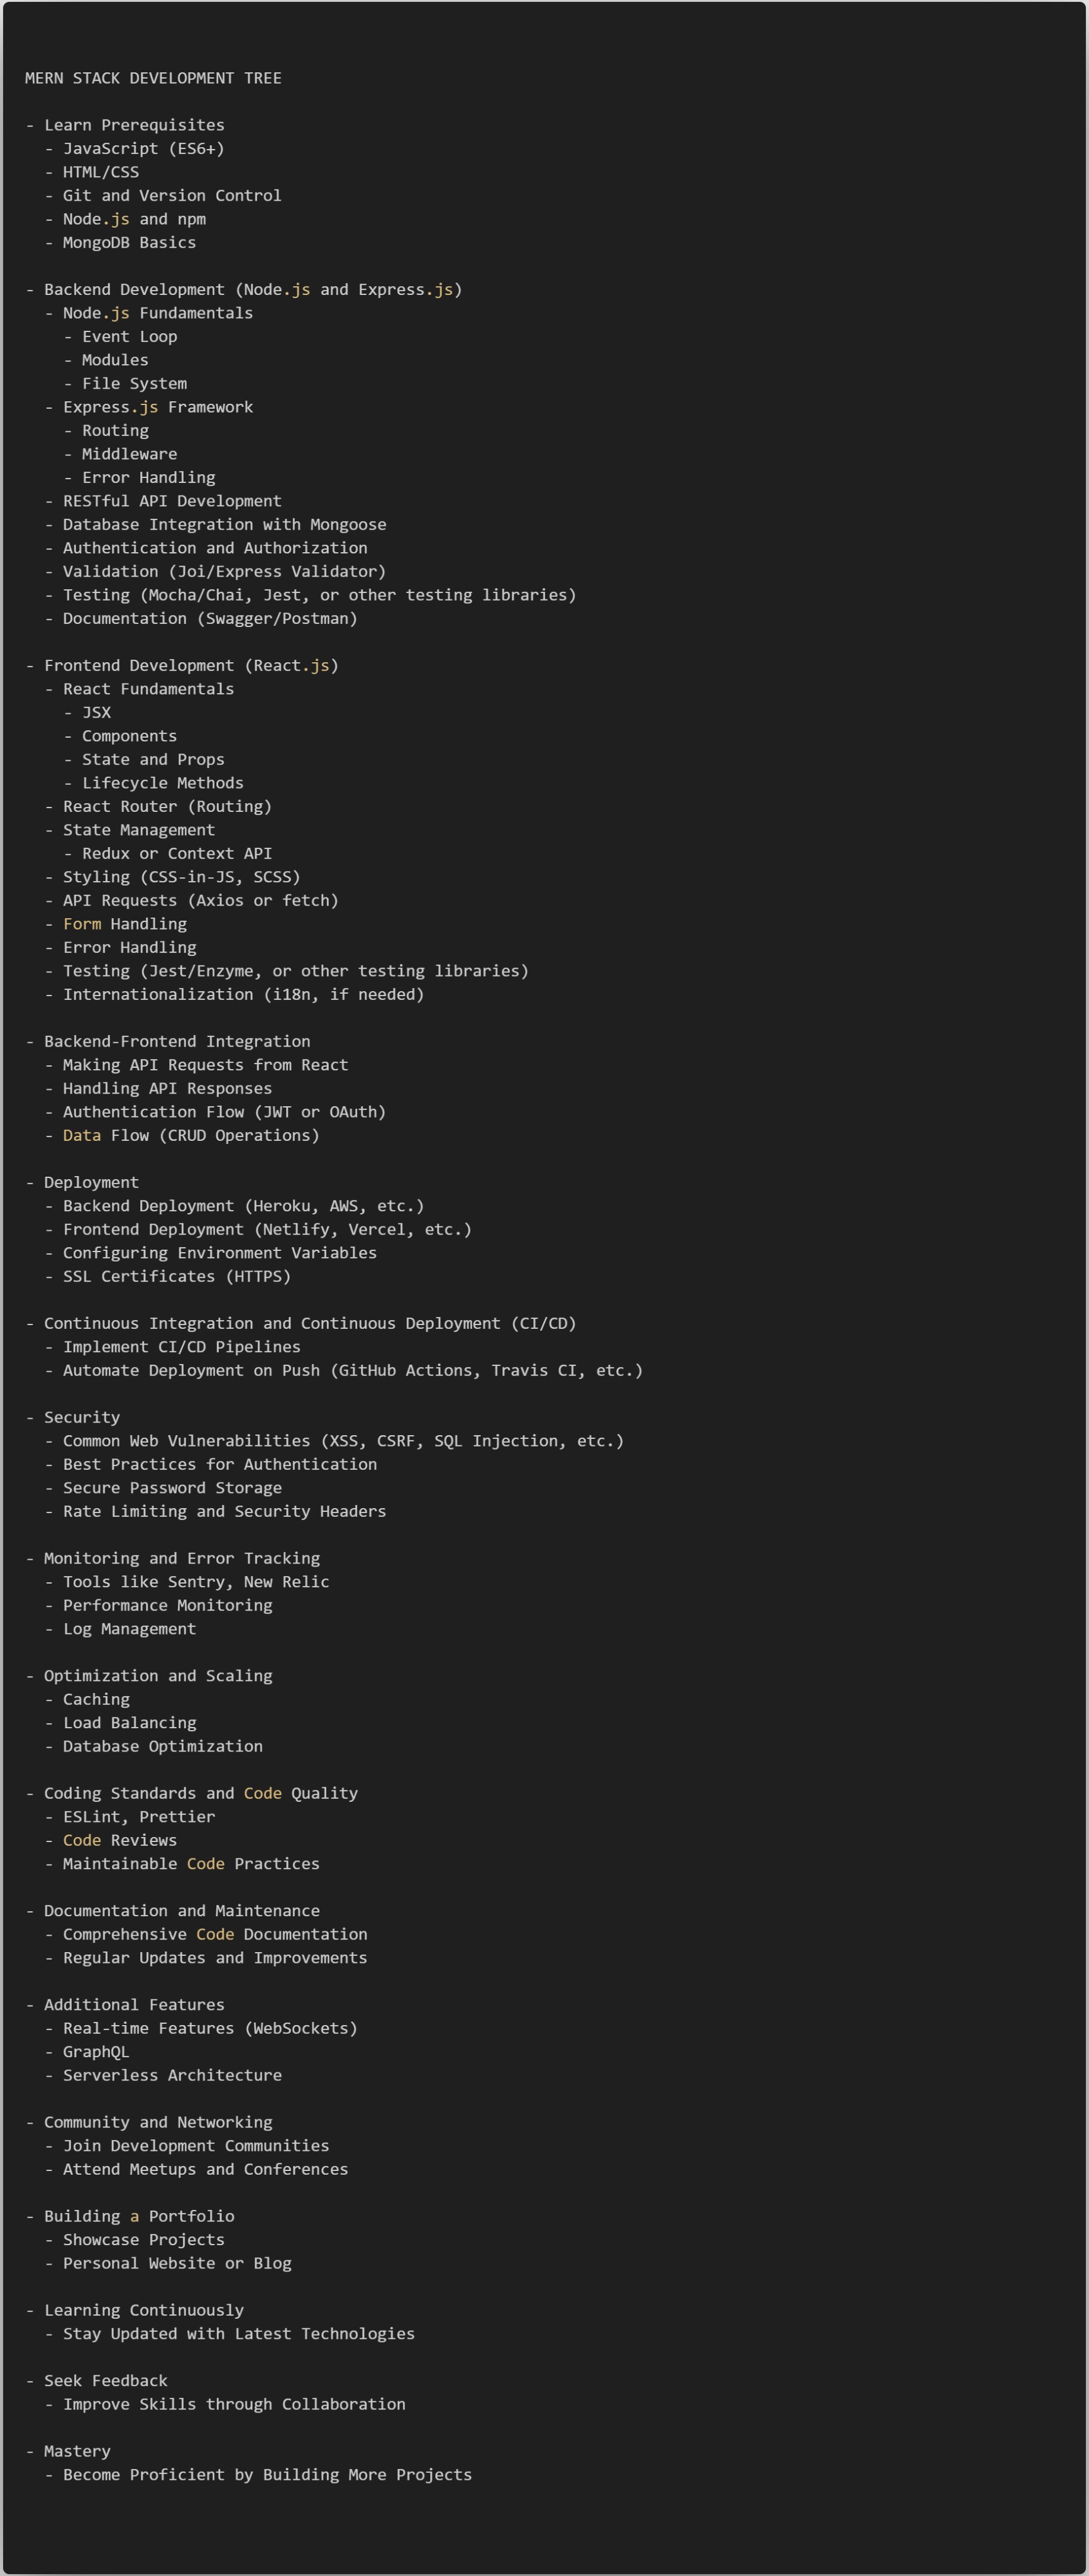 MERN STACK DEVELOPMENT TREE
- Learn Prerequisites
- JavaScript (ES6+)
- HTML/CSS
- Git and Version Control
- Node.js and npm
- MongoDB Basics
- Backend Development (Node.js and Express.js)
- Node.js Fundamentals
- Event Loop
- Modules
- File System
- Express.js Framework
- Routing
- Middleware
- Error Handling
- RESTful API Development
- Database Integration with Mongoose
- Authentication and Authorization
- Validation (Joi/Express Validator)
- Testing (Mocha/Chai, Jest, or other testing libraries)
- Documentation (Swagger/Postman)
- Frontend Development (React.js)
- React Fundamentals
- JSX
- Components
- State and Props
- Lifecycle Methods
- React Router (Routing)
- State Management
- Redux or Context API
- Styling (CSS-in-JS, SCSS)
- API Requests (Axios or fetch)
- Form Handling
- Error Handling
- Testing (Jest/Enzyme, or other testing libraries)
- Internationalization (i18n, if needed)
- Backend-Frontend Integration
- Making API Requests from React
- Handling API Responses
- Authentication Flow (JWT or OAuth)
- Data Flow (CRUD Operations)
- Deployment
- Backend Deployment (Heroku, AWS, etc.)
- Frontend Deployment (Netlify, Vercel, etc.)
- Configuring Environment Variables
- SSL Certificates (HTTPS)
- Continuous Integration and Continuous Deployment (CI/CD)
- Implement CI/CD Pipelines
- Automate Deployment on Push (GitHub Actions, Travis CI, etc.)
- Security
- Common Web Vulnerabilities (XSS, CSRF, SQL Injection, etc.)
- Best Practices for Authentication
- Secure Password Storage
- Rate Limiting and Security Headers
- Monitoring and Error Tracking
- Tools like Sentry, New Relic
- Performance Monitoring
- Log Management
- Optimization and Scaling
- Caching
- Load Balancing
- Database Optimization
- Coding Standards and Code Quality
- ESLint, Prettier
- Code Reviews
- Maintainable Code Practices
- Documentation and Maintenance
- Comprehensive Code Documentation
- Regular Updates and Improvements
- Additional Features
- Real-time Features (WebSockets)
- GraphQL
- Serverless Architecture
- Community and Networking
- Join Development Communities
- Attend Meetups and Conferences
- Building a Portfolio
- Showcase Projects
- Personal Website or Blog
- Learning Continuously
- Stay Updated with Latest Technologies
- Seek Feedback
- Improve Skills through Collaboration
- Mastery
- Become Proficient by Building More Projects